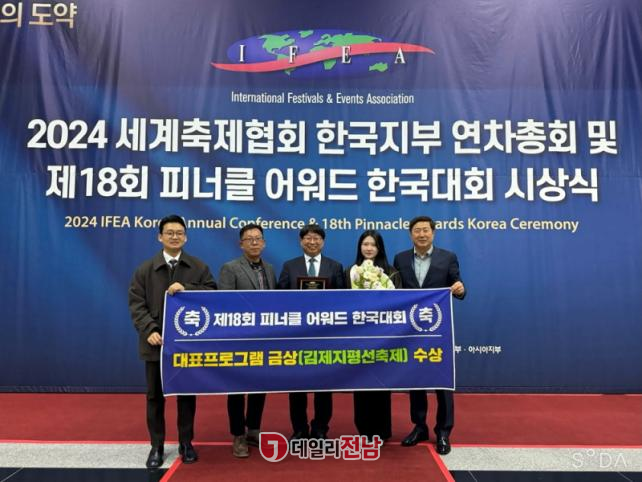 의 도약
IFEA
International Festivals & Events Association
2024 세계축제협회 한국지부 연차총회 및
제18회 피너클 어워드 한국대회 시상식
2024 IFEA Korea Annual Conference & 18th Pinnacle Awards Korea Ceremony
축 제18회 피너클 어워드 한국대회 축
대표프로그램 금상(김제지평선축제) 수상
부 · 아시아지부
데일리전남
SODA